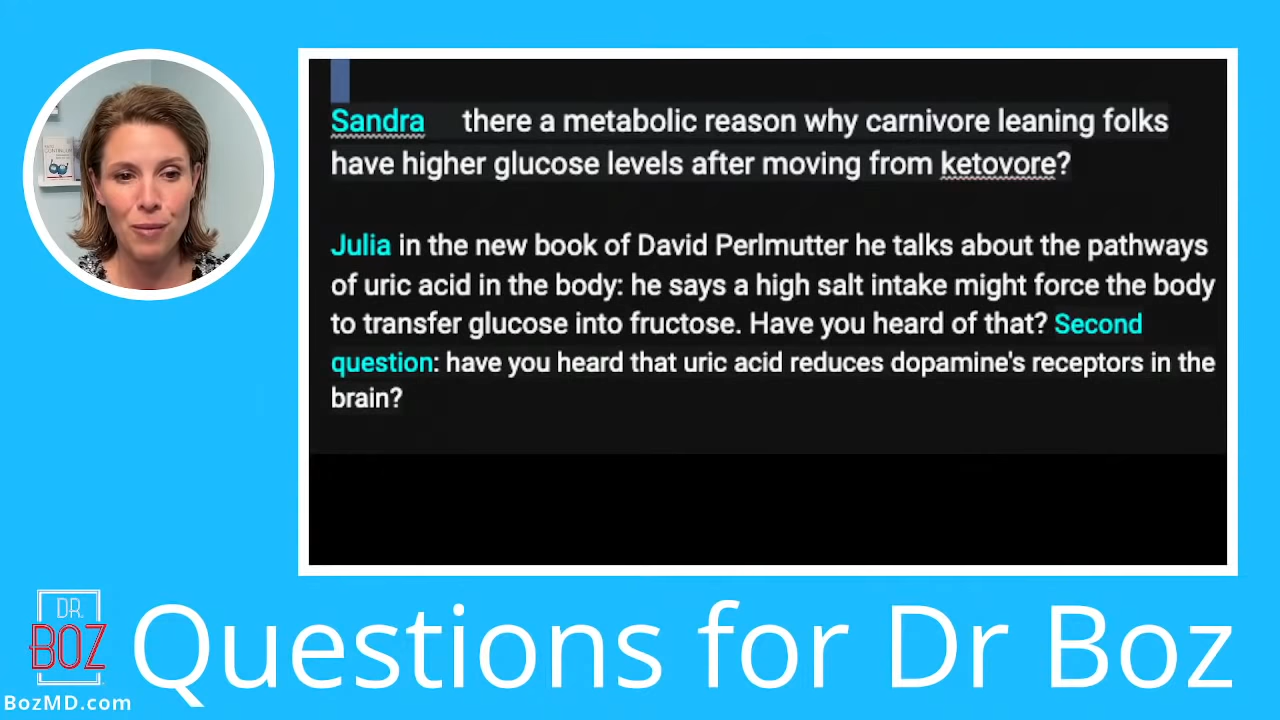 Sandra there a metabolic reason why carnivore leaning folks
have higher glucose levels after moving from ketovore?
Julia in the new book of David Perlmutter he talks about the pathways
of uric acid in the body: he says a high salt intake might force the body
to transfer glucose into fructose. Have you heard of that? Second
question: have you heard that uric acid reduces dopamine's receptors in the
brain?
DR.
BOZ
Questions for Dr Boz
BozMD.com